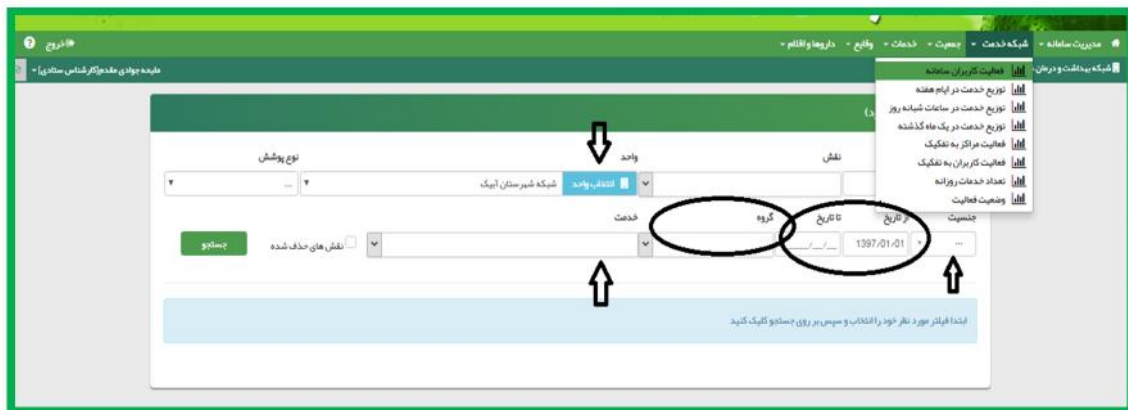 مدیریت سامانه شبکه خدمت جمعیت خدمات وقایع داروها و اقلام خروج
شبکه بهداشت و درمان ملیحه جوادی مقدم(کارشناس ستادی)
فعالیت کاربران سامانه
توزیع خدمت در ایام هفته
توزیع خدمت در ساعات شبانه روز
توزیع خدمت در یک ماه گذشته
فعالیت مراکز به تفکیک
فعالیت کاربران به تفکیک
تعداد خدمات روزانه
وضعیت فعالیت
نقش واحد نوع پوشش
انتخاب واحد شبکه شهرستان آبیک ...
جنسیت از تاریخ تا تاریخ گروه خدمت
... 1397/01/01 __/__/____ نقش های حذف شده جستجو
ابتدا فیلتر مورد نظر خود را انتخاب و سپس بر روی جستجو کلیک کنید